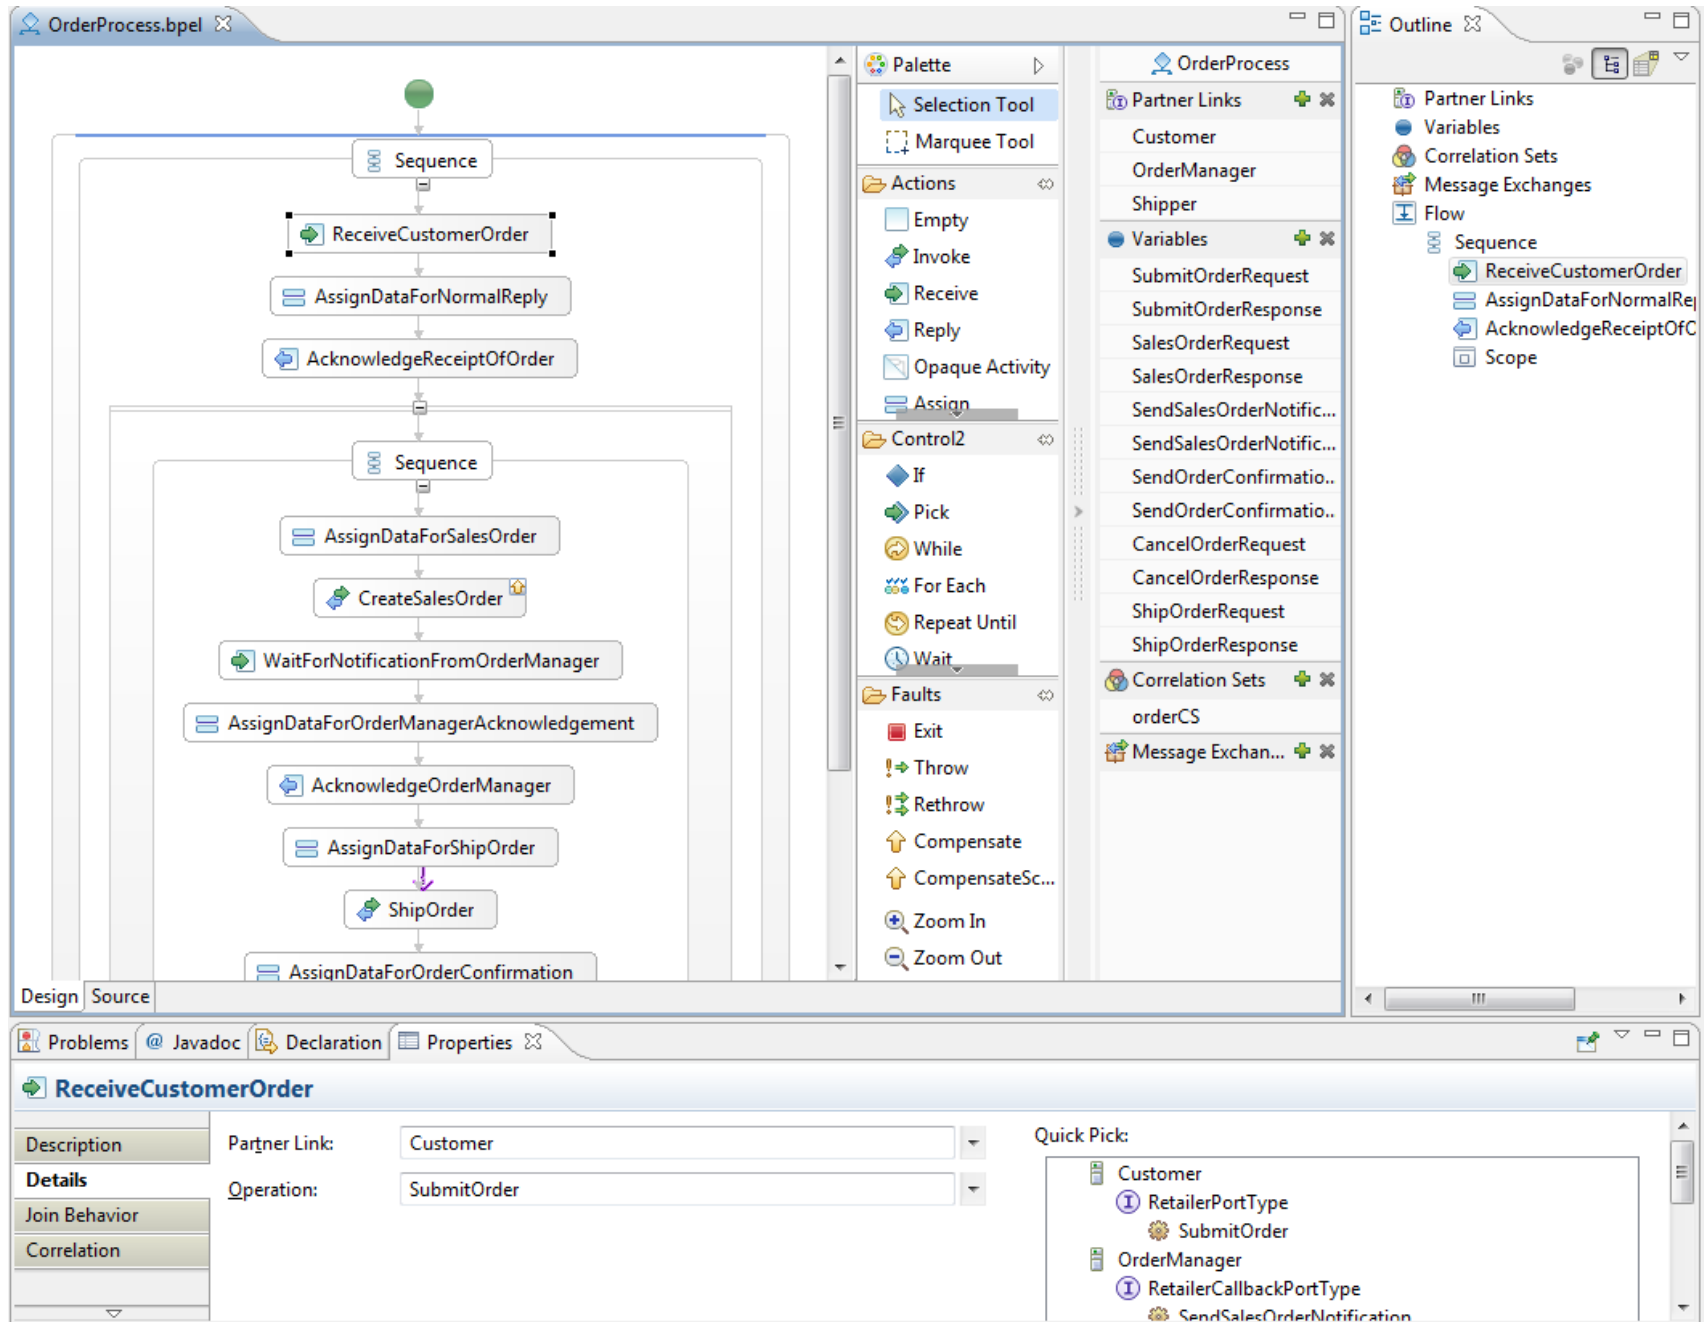 OrderProcess.bpel
Sequence
ReceiveCustomerOrder
AssignDataForNormalReply
AcknowledgeReceiptOfOrder
Sequence
AssignDataForSalesOrder
CreateSalesOrder
WaitForNotificationFromOrderManager
AssignDataForOrderManagerAcknowledgement
AcknowledgeOrderManager
AssignDataForShipOrder
ShipOrder
AssignDataForOrderConfirmation
Design Source
Palette
Selection Tool
Marquee Tool
Actions
Empty
Invoke
Receive
Reply
Opaque Activity
Assign
Control2
If
Pick
While
For Each
Repeat Until
Wait
Faults
Exit
Throw
Rethrow
Compensate
CompensateSc...
Zoom In
Zoom Out
OrderProcess
Partner Links
Customer
OrderManager
Shipper
Variables
SubmitOrderRequest
SubmitOrderResponse
SalesOrderRequest
SalesOrderResponse
SendSalesOrderNotific...
SendSalesOrderNotific...
SendOrderConfirmatio..
SendOrderConfirmatio..
CancelOrderRequest
CancelOrderResponse
ShipOrderRequest
ShipOrderResponse
Correlation Sets
orderCS
Message Exchan...
Outline
Partner Links
Variables
Correlation Sets
Message Exchanges
Flow
Sequence
ReceiveCustomerOrder
AssignDataForNormalRe
AcknowledgeReceiptOfO
Scope
Problems @ Javadoc Declaration Properties
ReceiveCustomerOrder
Description
Details
Join Behavior
Correlation
Partner Link: Customer
Operation: SubmitOrder
Quick Pick:
Customer
RetailerPortType
SubmitOrder
OrderManager
RetailerCallbackPortType
SendSalesOrderNotification